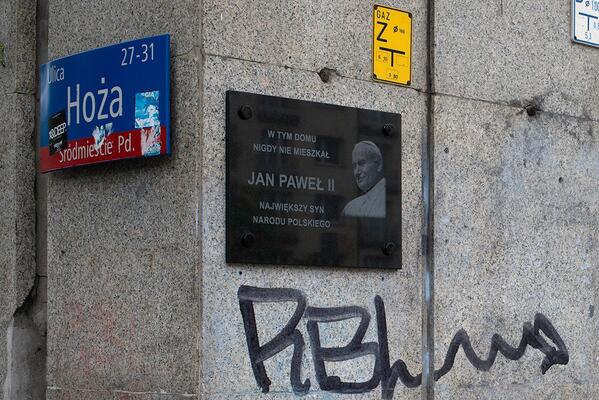 Ulica
27-31
Hoża
Śródmieście Pd.
GAZ
Z
T
W TYM DOMU
NIGDY NIE MIESZKAŁ
JAN PAWEŁ II
NAJWIĘKSZY SYN
NARODU POLSKIEGO